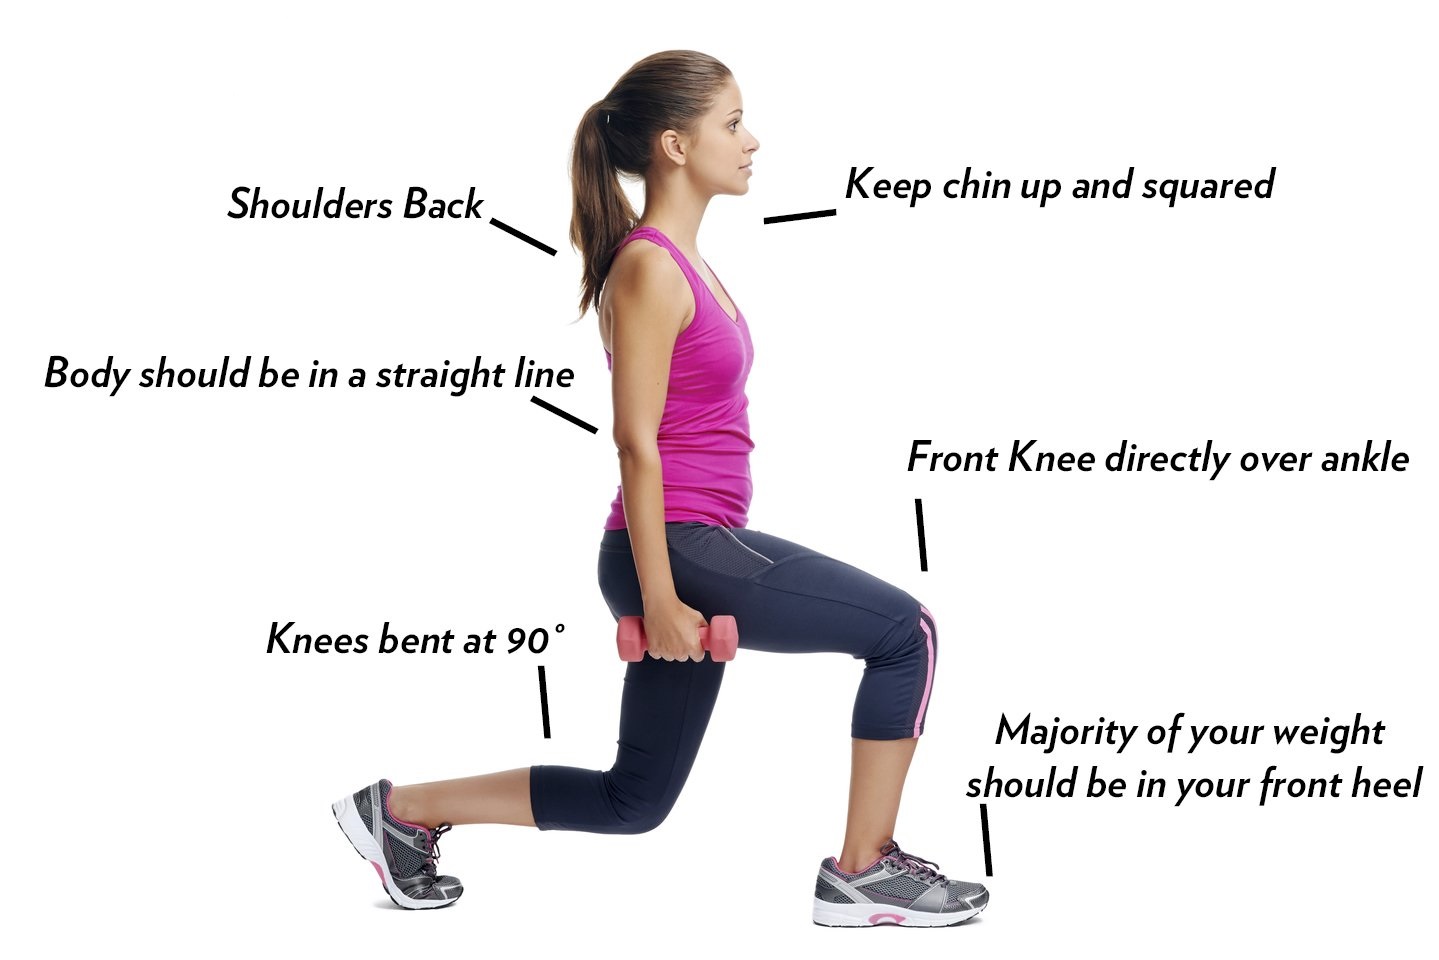 Keep chin up and squared
Shoulders Back
Body should be in a straight line
Front Knee directly over ankle
Knees bent at 90°
Majority of your weight
should be in your front heel